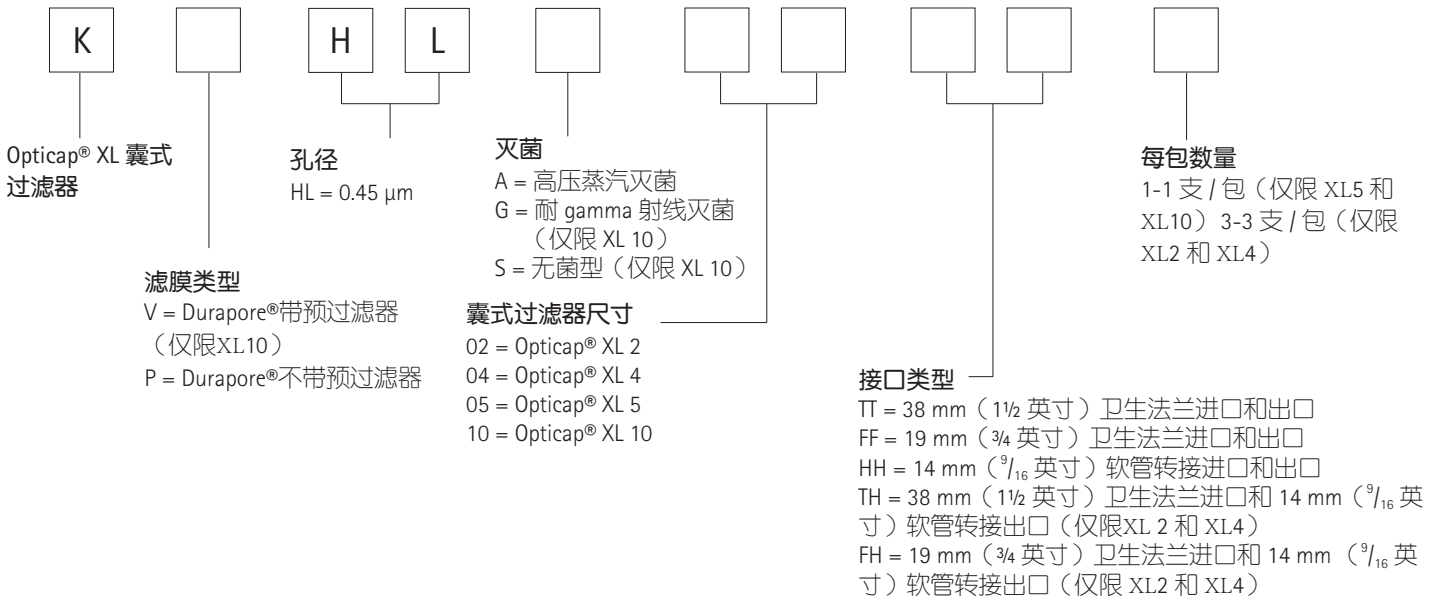 K H L
Opticap® XL 囊式
过滤器
孔径
HL = 0.45 µm
灭菌
A = 高压蒸汽灭菌
G = 耐 gamma 射线灭菌
（仅限 XL 10）
S = 无菌型（仅限 XL 10）
每包数量
1-1 支 / 包（仅限 XL5 和
XL10）3-3 支 / 包（仅限
XL2 和 XL4）
滤膜类型
V = Durapore®带预过滤器
（仅限XL10）
P = Durapore®不带预过滤器
囊式过滤器尺寸
02 = Opticap® XL 2
04 = Opticap® XL 4
05 = Opticap® XL 5
10 = Opticap® XL 10
接口类型
TT = 38 mm（1½ 英寸）卫生法兰进口和出口
FF = 19 mm（¾ 英寸）卫生法兰进口和出口
HH = 14 mm（9/16 英寸）软管转接进口和出口
TH = 38 mm（1½ 英寸）卫生法兰进口和 14 mm（9/16 英
寸）软管转接出口（仅限XL 2 和 XL4）
FH = 19 mm（¾ 英寸）卫生法兰进口和 14 mm （9/16 英
寸）软管转接出口（仅限 XL2 和 XL4）